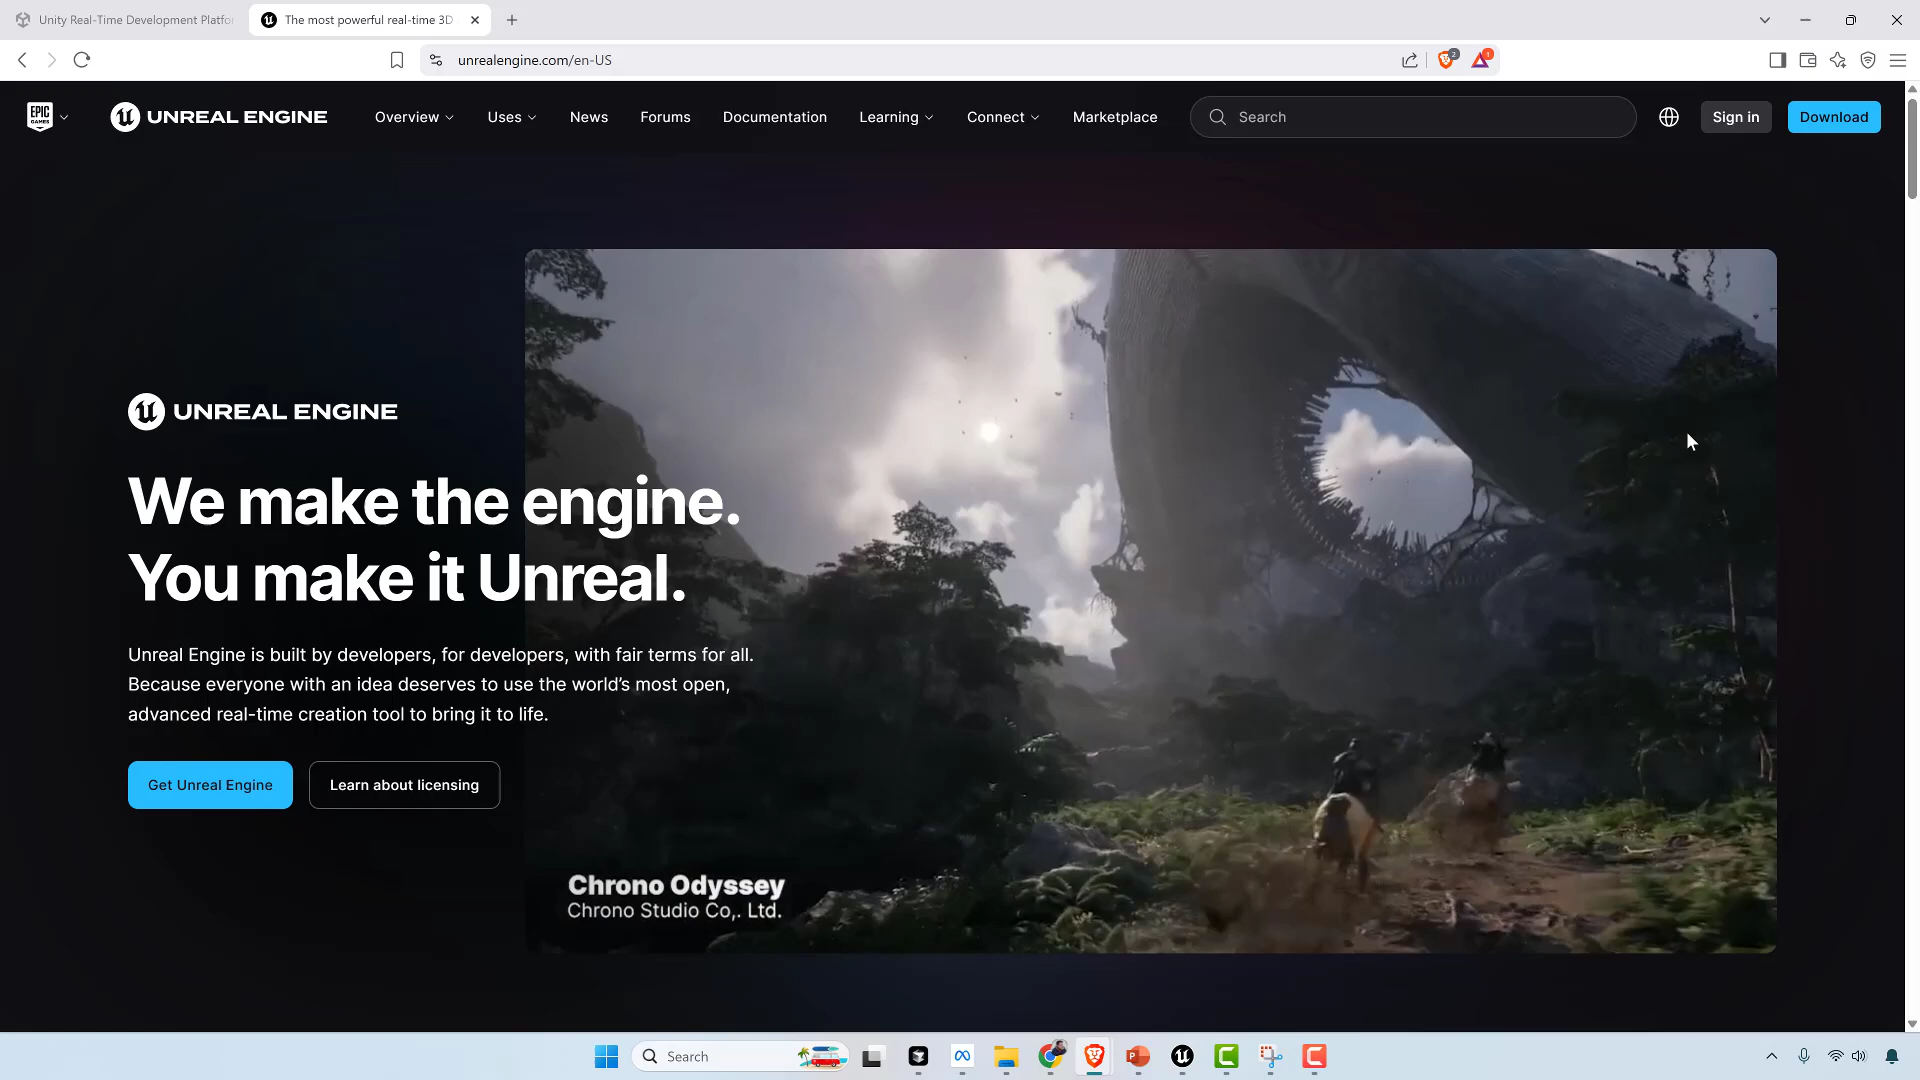 Unity Real-Time Development Platfor
The most powerful real-time 3D
unrealengine.com/en-US
2
1
EPIC GAMES
UNREAL ENGINE
Overview
Uses
News
Forums
Documentation
Learning
Connect
Marketplace
Search
Sign in
Download
UNREAL ENGINE
We make the engine.
You make it Unreal.
Unreal Engine is built by developers, for developers, with fair terms for all.
Because everyone with an idea deserves to use the world’s most open,
advanced real-time creation tool to bring it to life.
Get Unreal Engine
Learn about licensing
Chrono Odyssey
Chrono Studio Co,. Ltd.
Search